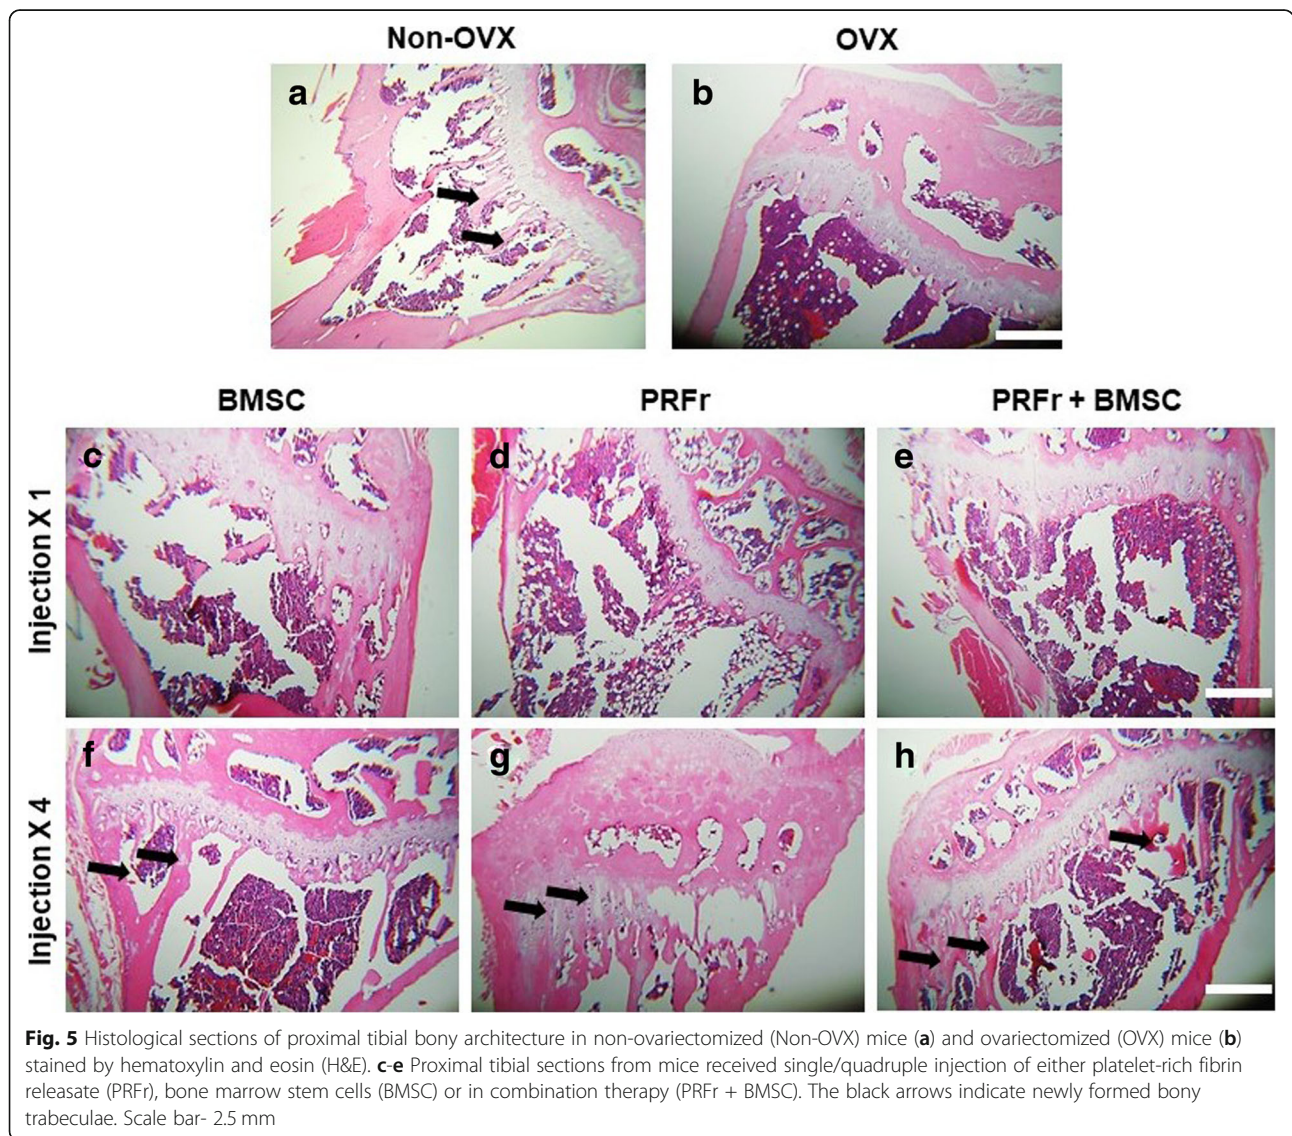 Non-OVX
OVX
a
b
BMSC
PRFr
PRFr + BMSC
Injection X 1
c
d
e
Injection X 4
f
g
h
Fig. 5 Histological sections of proximal tibial bony architecture in non-ovariectomized (Non-OVX) mice (a) and ovariectomized (OVX) mice (b)
stained by hematoxylin and eosin (H&E). c-e Proximal tibial sections from mice received single/quadruple injection of either platelet-rich fibrin
releasate (PRFr), bone marrow stem cells (BMSC) or in combination therapy (PRFr + BMSC). The black arrows indicate newly formed bony
trabeculae. Scale bar- 2.5 mm